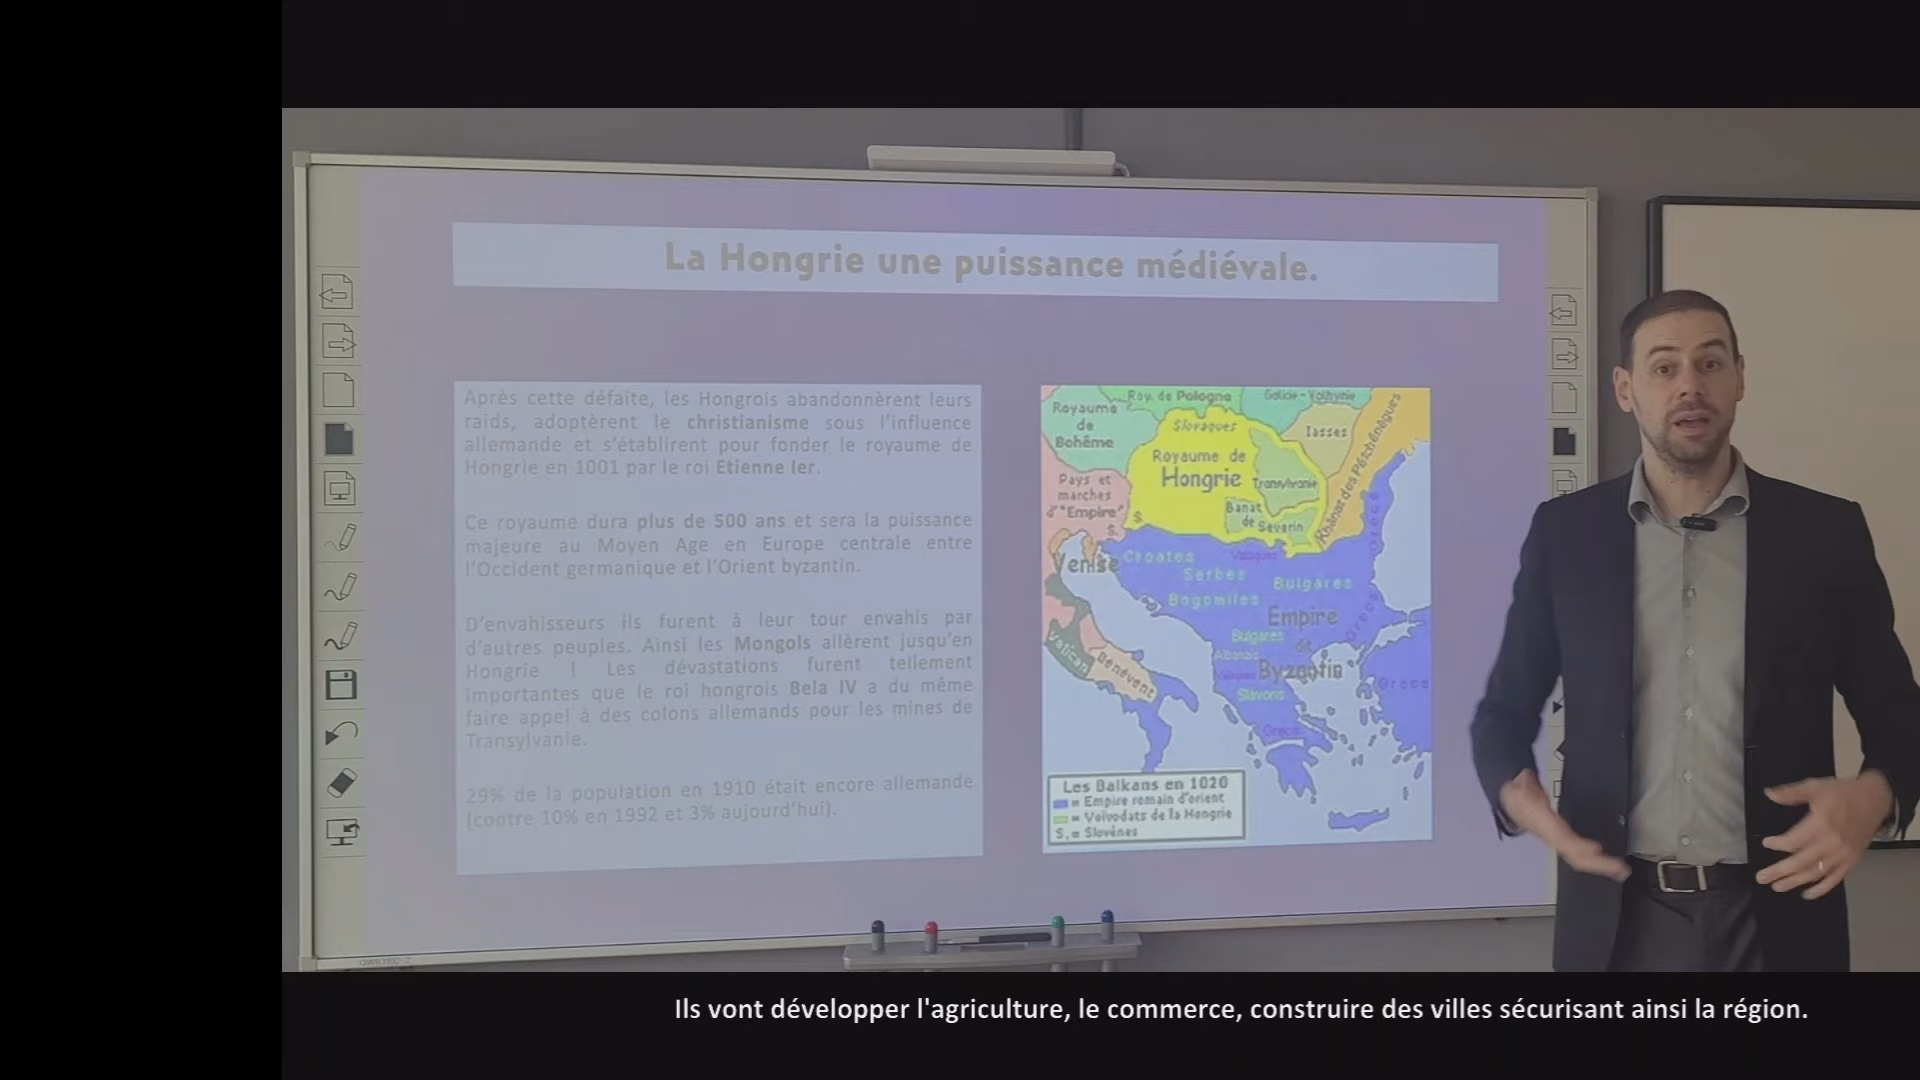 La Hongrie une puissance médiévale.
Après cette défaite, les Hongrois abandonnèrent leurs
raids, adoptèrent le christianisme sous l'influence
allemande et s'établirent pour fonder le royaume de
Hongrie en 1001 par le roi Etienne Ier.
Ce royaume dura plus de 500 ans et sera la puissance
majeure au Moyen Age en Europe centrale entre
l'Occident germanique et l'Orient byzantin.
D'envahisseurs ils furent à leur tour envahis par
d'autres peuples. Ainsi les Mongols allèrent jusqu'en
Hongrie ! Les dévastations furent tellement
importantes que le roi hongrois Bela IV a du même
faire appel à des colons allemands pour les mines de
Transylvanie.
29% de la population en 1910 était encore allemande
(contre 10% en 1992 et 3% aujourd'hui).
Roy. de Pologne
Galicie-Volhynie
Royaume
de
Bohême
Slovaques
Iasses
Royaume de
Hongrie
Transylvanie
Khanas des Petchénègues
Pays et
marches
d'"Empire"
S.
S.
Banat
de Severin
Venise
Croates
Valaques
Serbes
Bulgares
Bogomiles
Grecs
Empire
dit
Byzantin
Bulgares
Grecs
Albanais
Valaques
Slavons
Grecs
Grecs
Vatican
Bénévent
Les Balkans en 1020
= Empire romain d'orient
= Voïvodats de la Hongrie
S. = Slovènes
Ils vont développer l'agriculture, le commerce, construire des villes sécurisant ainsi la région.